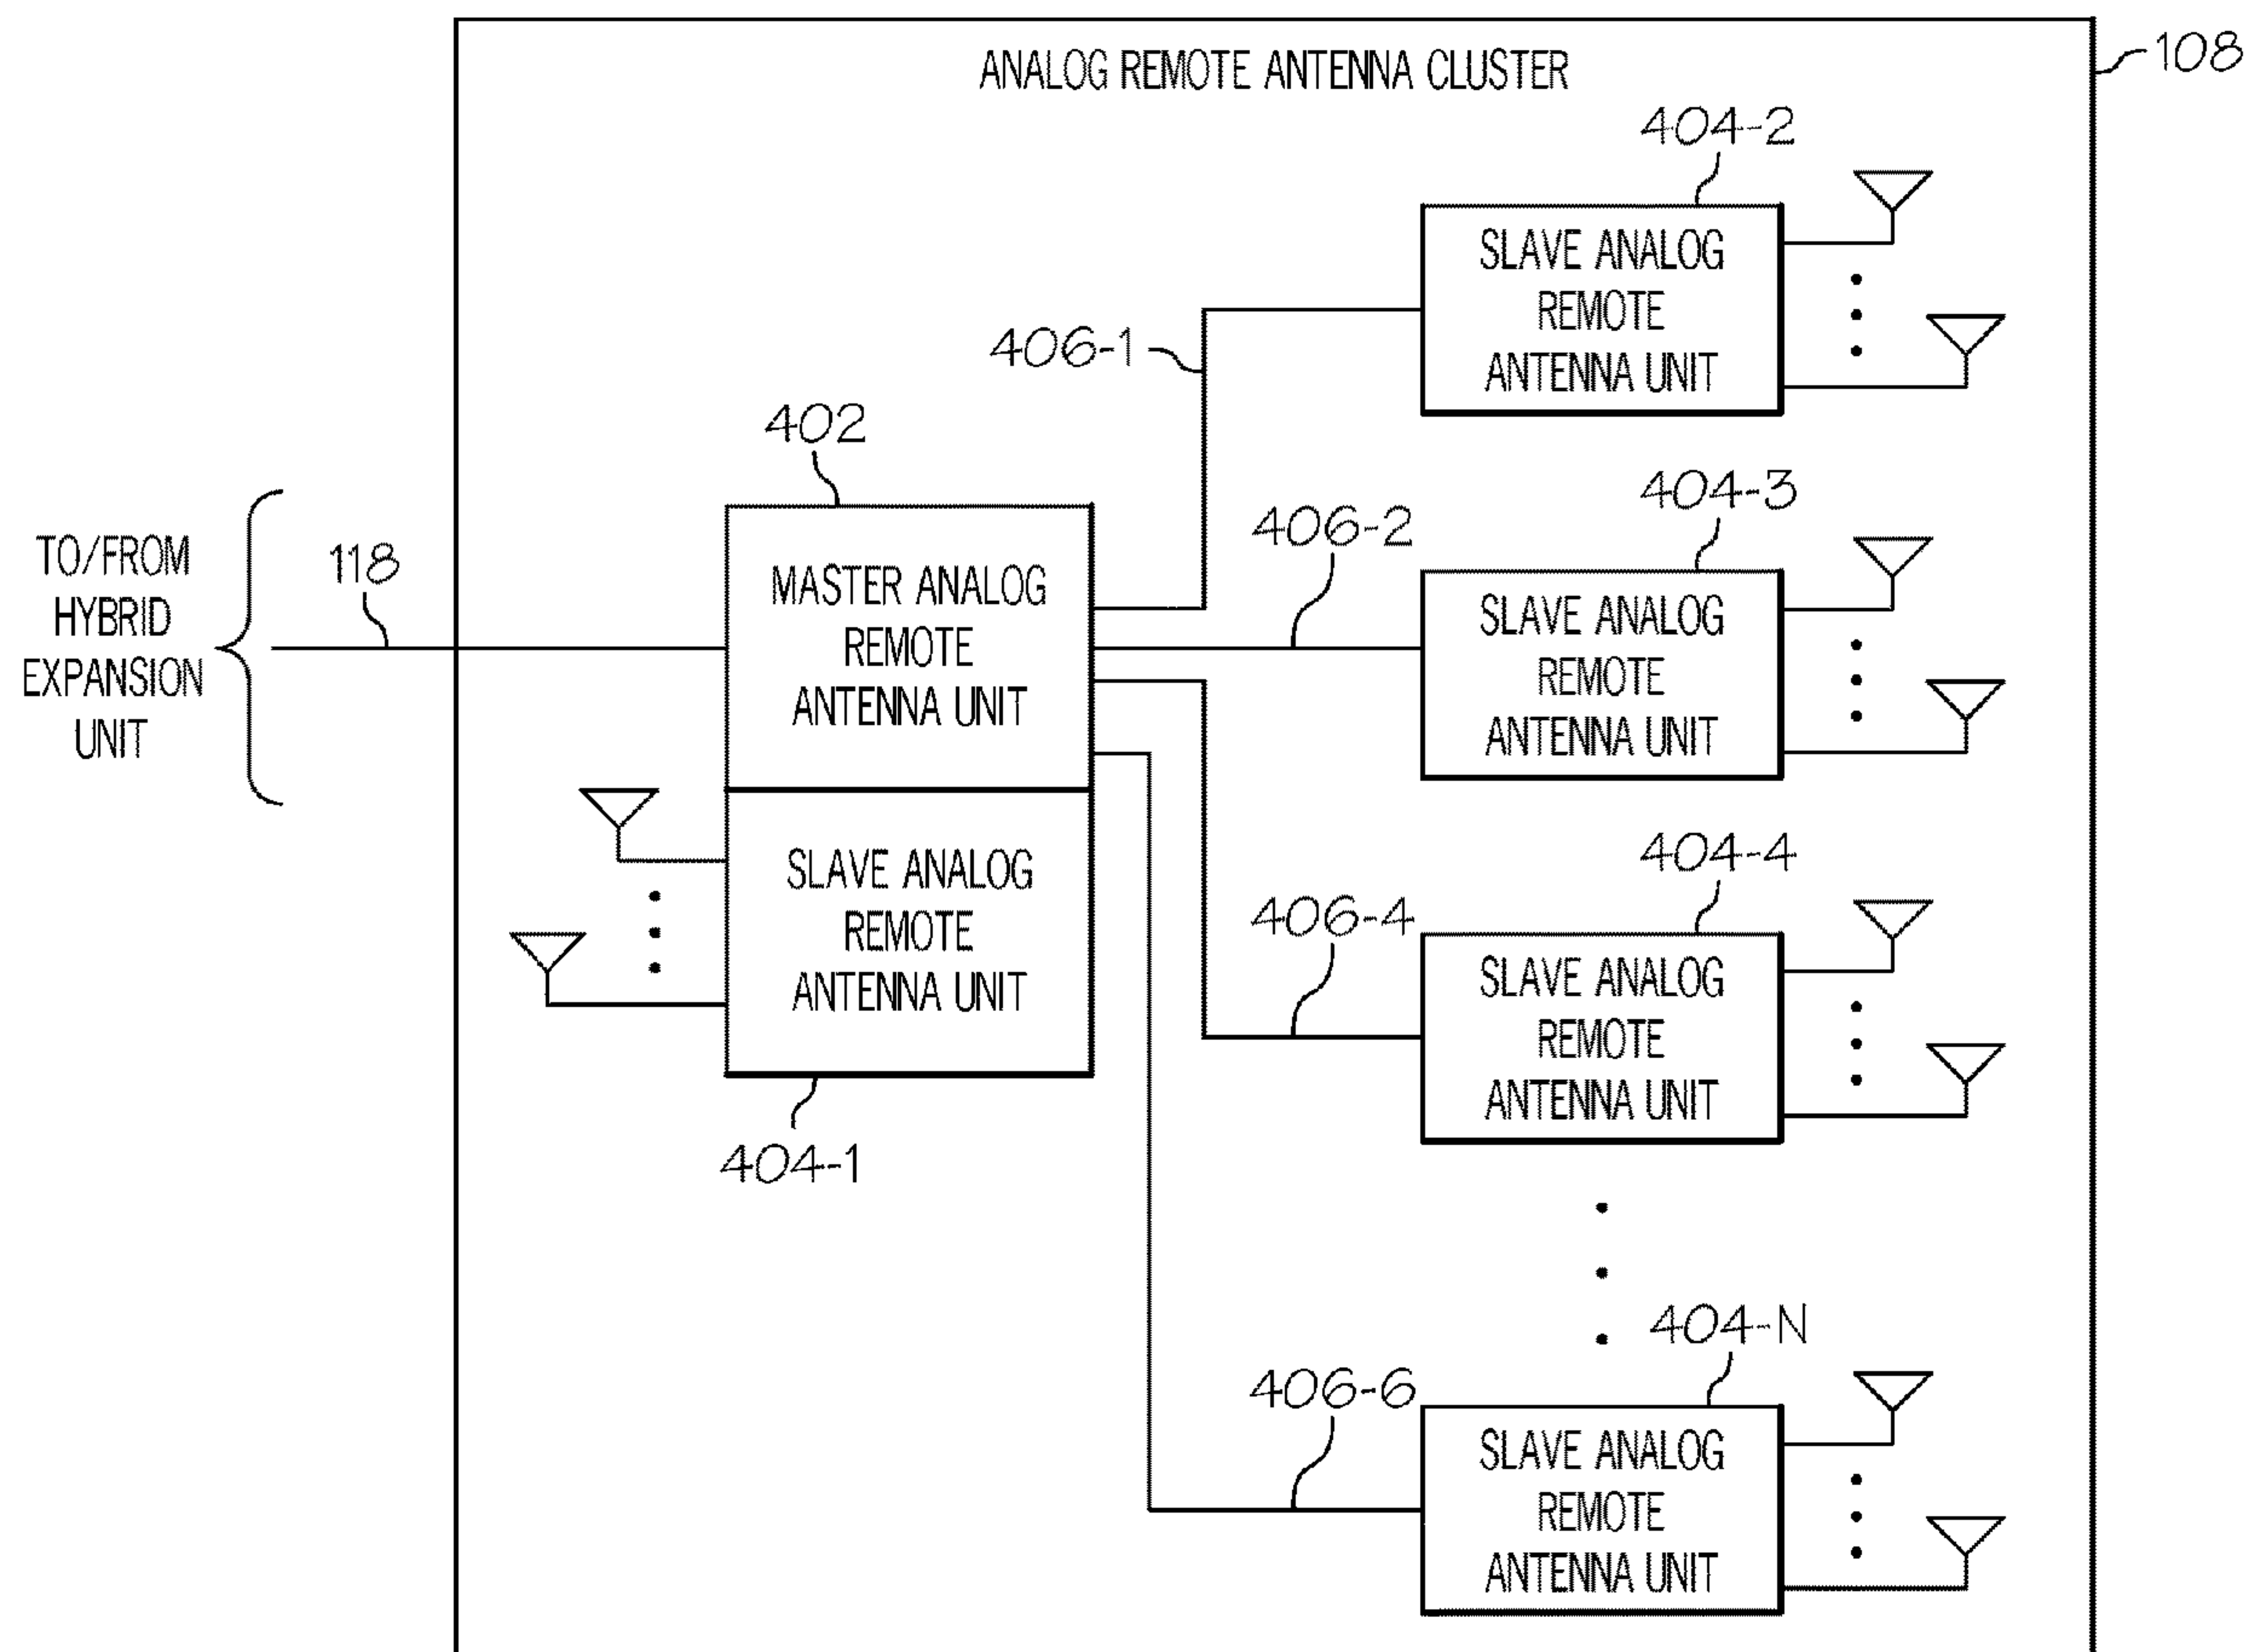 ANALOG REMOTE ANTENNA CLUSTER
108
404-2
SLAVE ANALOG
REMOTE
ANTENNA UNIT
406-1
402
404-3
406-2
TO/FROM
HYBRID
EXPANSION
UNIT
118
MASTER ANALOG
REMOTE
ANTENNA UNIT
SLAVE ANALOG
REMOTE
ANTENNA UNIT
404-4
SLAVE ANALOG
REMOTE
ANTENNA UNIT
404-1
406-4
SLAVE ANALOG
REMOTE
ANTENNA UNIT
404-N
406-6
SLAVE ANALOG
REMOTE
ANTENNA UNIT